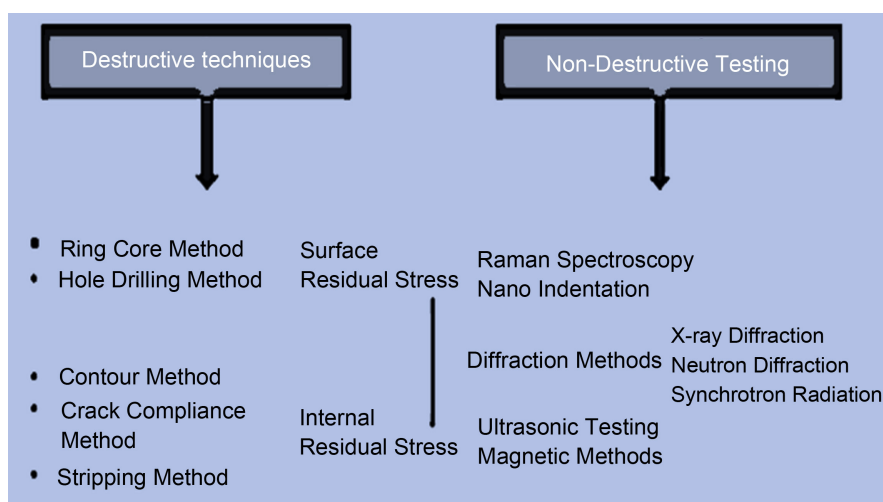 Destructive techniques
Non-Destructive Testing
• Ring Core Method
• Hole Drilling Method
Surface
Residual Stress
Raman Spectroscopy
Nano Indentation
Diffraction Methods
X-ray Diffraction
Neutron Diffraction
Synchrotron Radiation
• Contour Method
• Crack Compliance
Method
• Stripping Method
Internal
Residual Stress
Ultrasonic Testing
Magnetic Methods